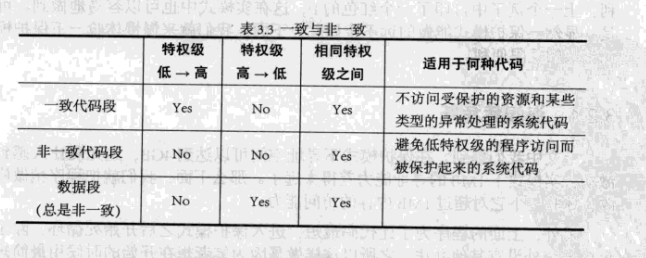 表 3.3 一致与非一致
特权级 低 → 高 特权级 高 → 低 相同特权级之间 适用于何种代码
一致代码段 Yes No Yes 不访问受保护的资源和某些类型的异常处理的系统代码
非一致代码段 No No Yes 避免低特权级的程序访问而被保护起来的系统代码
数据段 (总是非一致) No Yes Yes